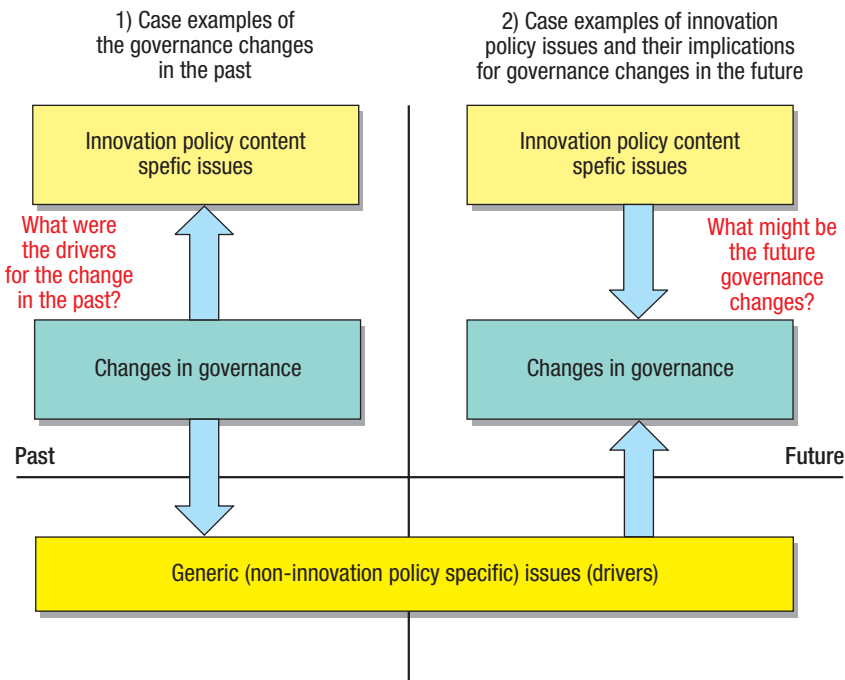 1) Case examples of
the governance changes
in the past
2) Case examples of innovation
policy issues and their implications
for governance changes in the future
Innovation policy content
spefic issues
Innovation policy content
spefic issues
What were
the drivers
for the change
in the past?
What might be
the future
governance
changes?
Changes in governance
Changes in governance
Past
Future
Generic (non-innovation policy specific) issues (drivers)